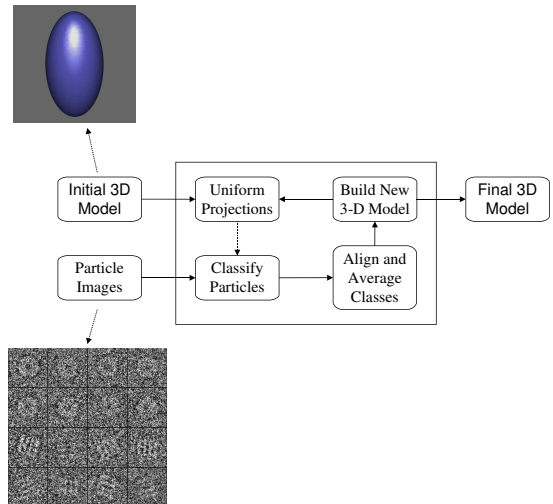 Initial 3D
Model
Uniform
Projections
Build New
3-D Model
Final 3D
Model
Particle
Images
Classify
Particles
Align and
Average
Classes